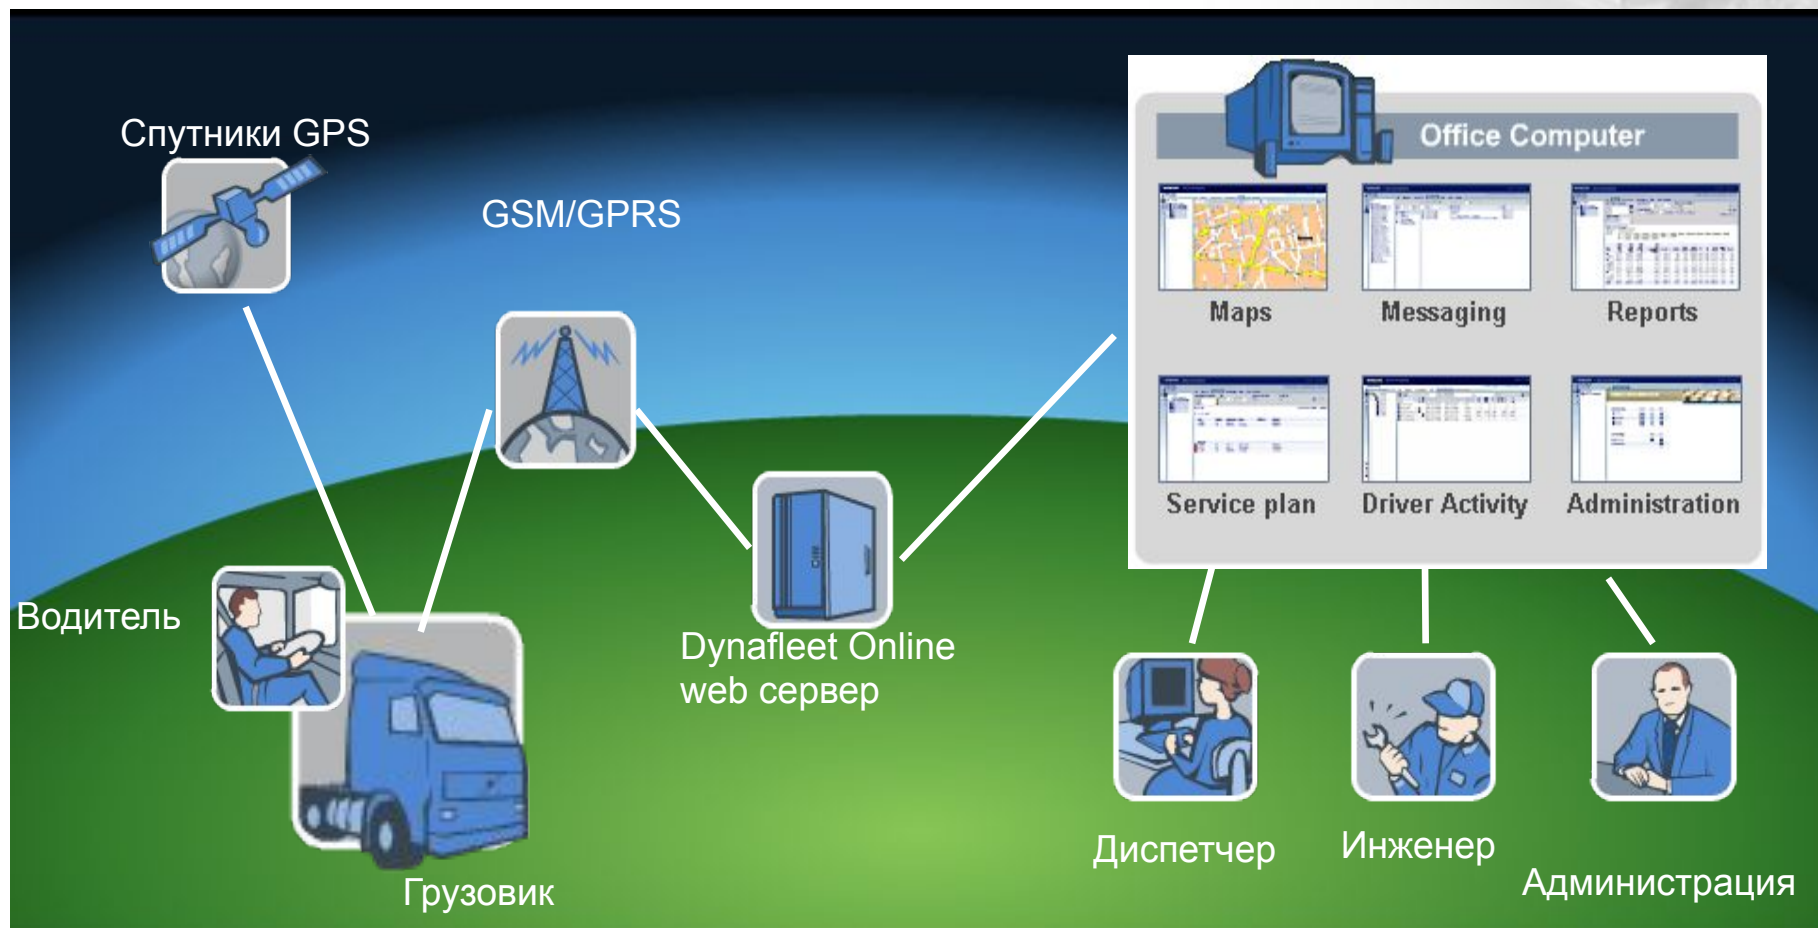 Спутники GPS
GSM/GPRS
Office Computer
Maps
Messaging
Reports
Service plan
Driver Activity
Administration
Водитель
Dynafleet Online
web сервер
Грузовик
Диспетчер
Инженер
Администрация